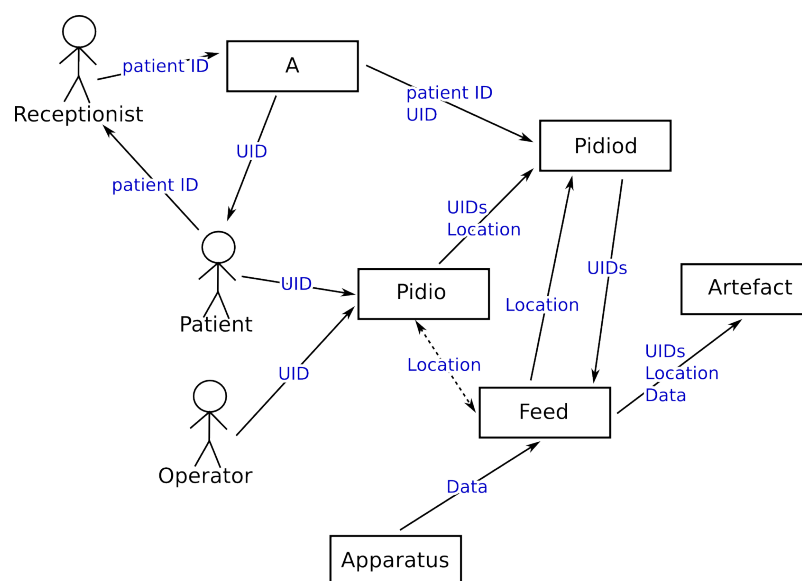 patient ID
A
Receptionist
patient ID
UID
Pidiod
UID
patient ID
UIDs
Location
UIDs
UID
Pidio
Artefact
Patient
Location
UIDs
Location
Data
Location
UID
Feed
Operator
Data
Apparatus